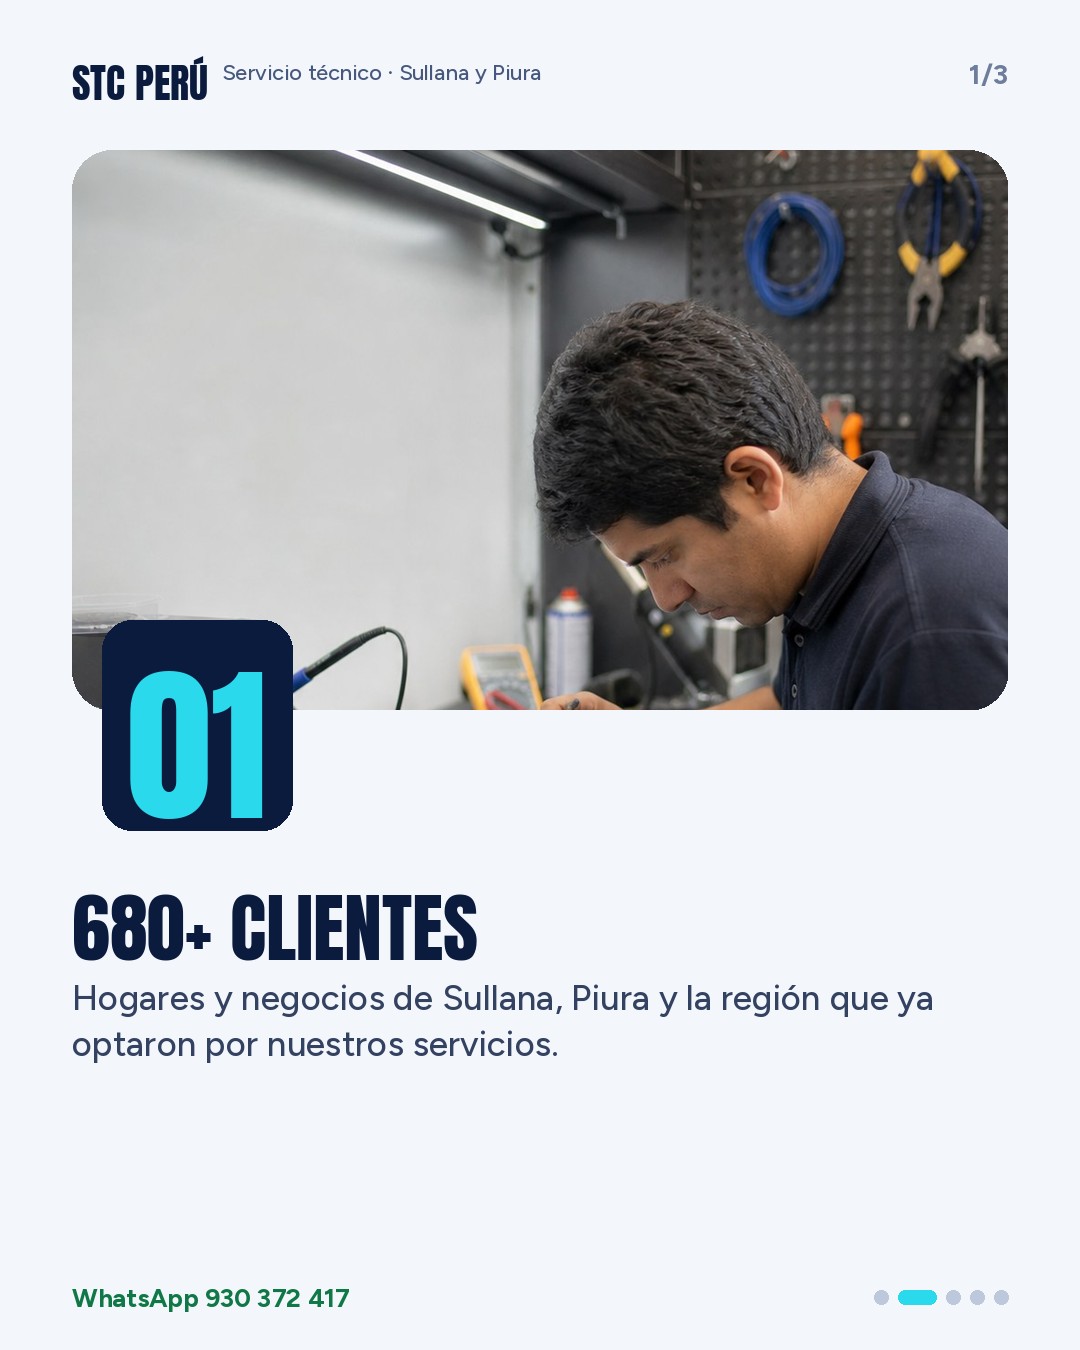 STC PERÚ Servicio técnico · Sullana y Piura
1/3
01
680+ CLIENTES
Hogares y negocios de Sullana, Piura y la región que ya
optaron por nuestros servicios.
WhatsApp 930 372 417